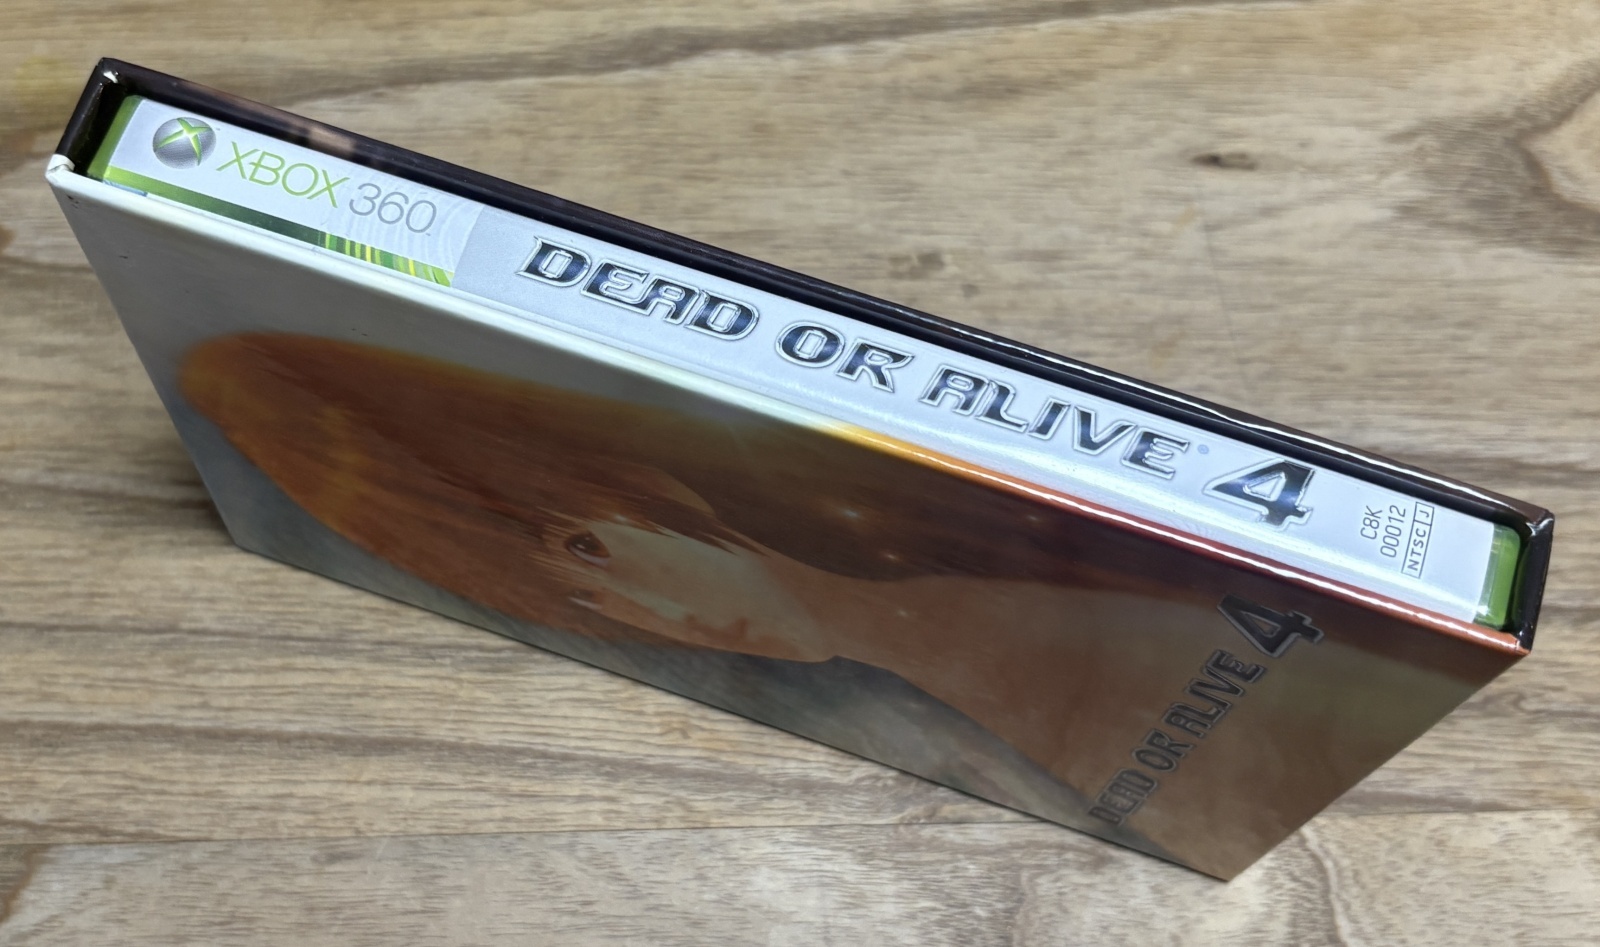 XBOX 360
DEAD OR ALIVE 4
C8K
00012
NTSC J
DEAD OR ALIVE 4